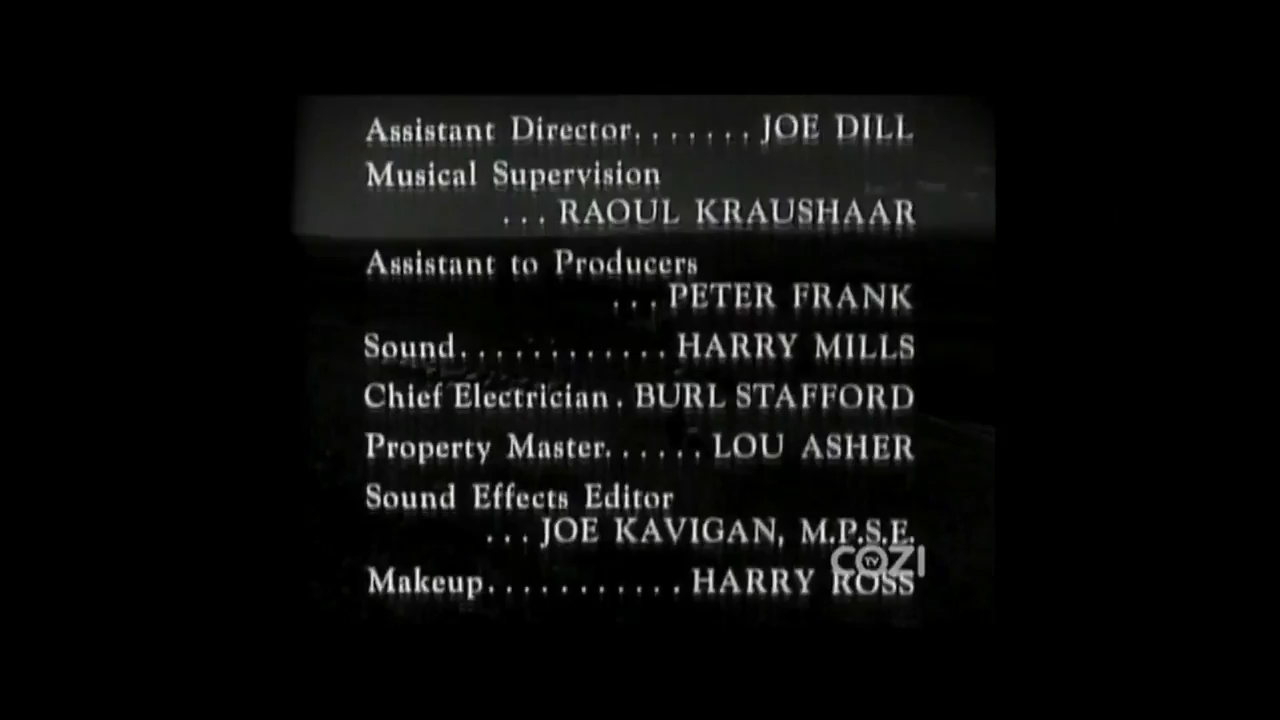 Assistant Director.......JOE DILL
Musical Supervision
...RAOUL KRAUSHAAR
Assistant to Producers
...PETER FRANK
Sound............HARRY MILLS
Chief Electrician.BURL STAFFORD
Property Master......LOU ASHER
Sound Effects Editor
...JOE KAVIGAN, M.P.S.E.
COZI TV
Makeup...........HARRY ROSS